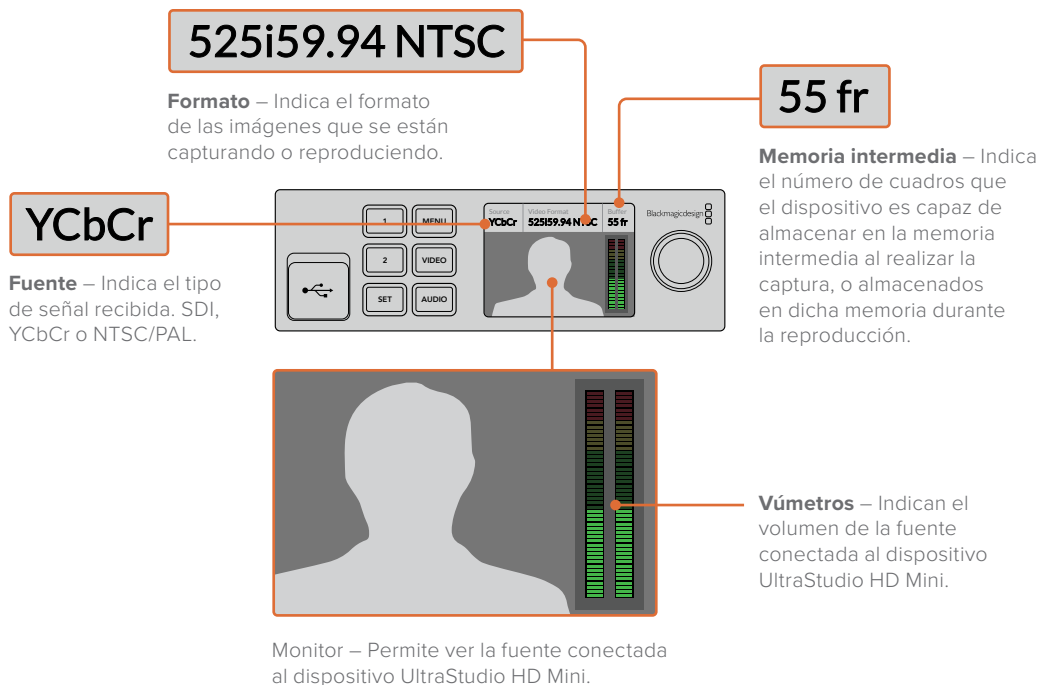 525i59.94 NTSC
Formato – Indica el formato
de las imágenes que se están
capturando o reproduciendo.
55 fr
Memoria intermedia – Indica
el número de cuadros que
el dispositivo es capaz de
almacenar en la memoria
intermedia al realizar la
captura, o almacenados
en dicha memoria durante
la reproducción.
YCbCr
Fuente – Indica el tipo
de señal recibida. SDI,
YCbCr o NTSC/PAL.
1 MENU
2 VIDEO
SET AUDIO
Source Video Format Buffer
YCbCr 525i59.94 NTSC 55 fr
Blackmagicdesign
Vúmetros – Indican el
volumen de la fuente
conectada al dispositivo
UltraStudio HD Mini.
Monitor – Permite ver la fuente conectada
al dispositivo UltraStudio HD Mini.